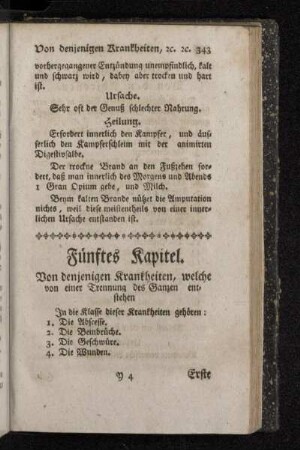 Von denjenigen Krankheiten, ꝛc. ꝛc. 343
vorhergegangener Entzündung unempfindlich, kalt
und schwarz wird, dabey aber trocken und hart
ist.
Ursache.
Sehr oft der Genuß schlechter Nahrung.
Heilung.
Erfordert innerlich den Kampfer, und äus-
serlich den Kampferschleim mit der animirten
Digestivsalbe.
Der trockne Brand an den Fußzehen for-
dert, daß man innerlich des Morgens und Abends
1 Gran Opium gebe, und Milch.
Beym kalten Brande nützet die Amputation
nichts, weil diese meistentheils von einer inner-
lichen Ursache entstanden ist.
Fünftes Kapitel.
Von denjenigen Krankheiten, welche
von einer Trennung des Ganzen ent-
stehen
In die Klasse dieser Krankheiten gehören:
1. Die Abscesse.
2. Die Beinbrüche.
3. Die Geschwüre.
4. Die Wunden.
Y 4 Erste